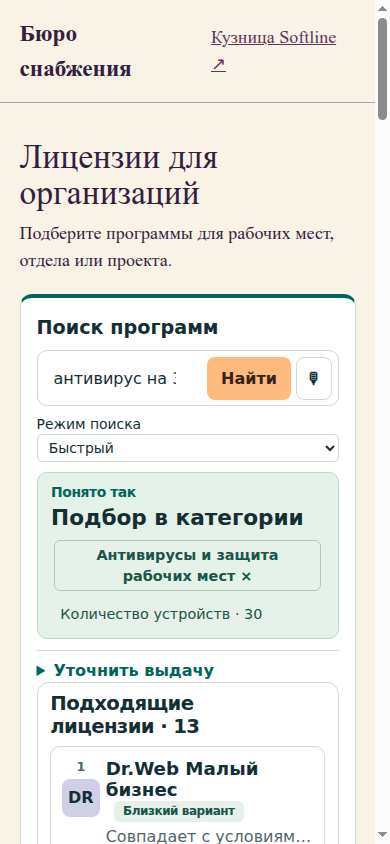 Бюро
снабжения
Кузница Softline
↗
Лицензии для
организаций
Подберите программы для рабочих мест,
отдела или проекта.
Поиск программ
антивирус на
Найти
Режим поиска
Быстрый
Понято так
Подбор в категории
Антивирусы и защита
рабочих мест ×
Количество устройств · 30
▶ Уточнить выдачу
Подходящие
лицензии · 13
1
DR
Dr.Web Малый
бизнес
Близкий вариант
Совпадает с условиям...